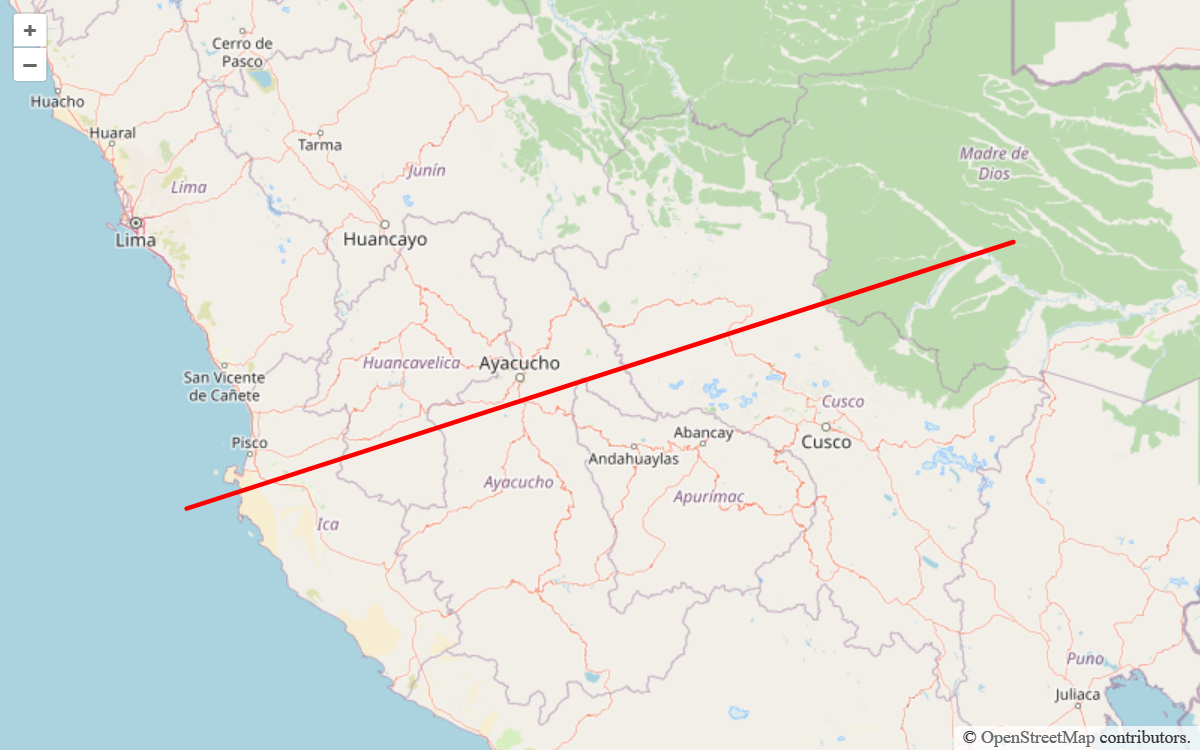 +
−
Cerro de
Pasco
Huacho
Huaral
Tarma
Madre de
Dios
Junín
Lima
Lima
Huancayo
Huancavelica
Ayacucho
San Vicente
de Cañete
Cusco
Pisco
Abancay
Cusco
Andahuaylas
Ayacucho
Apurímac
Ica
Puno
Juliaca
© OpenStreetMap contributors.